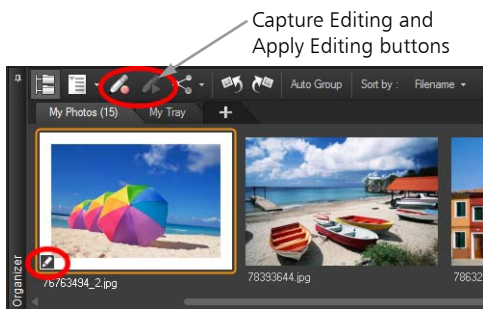 Capture Editing and
Apply Editing buttons
Auto Group Sort by : Filename
My Photos (15) My Tray +
Organizer
76763494_2.jpg 78393644.jpg 78632